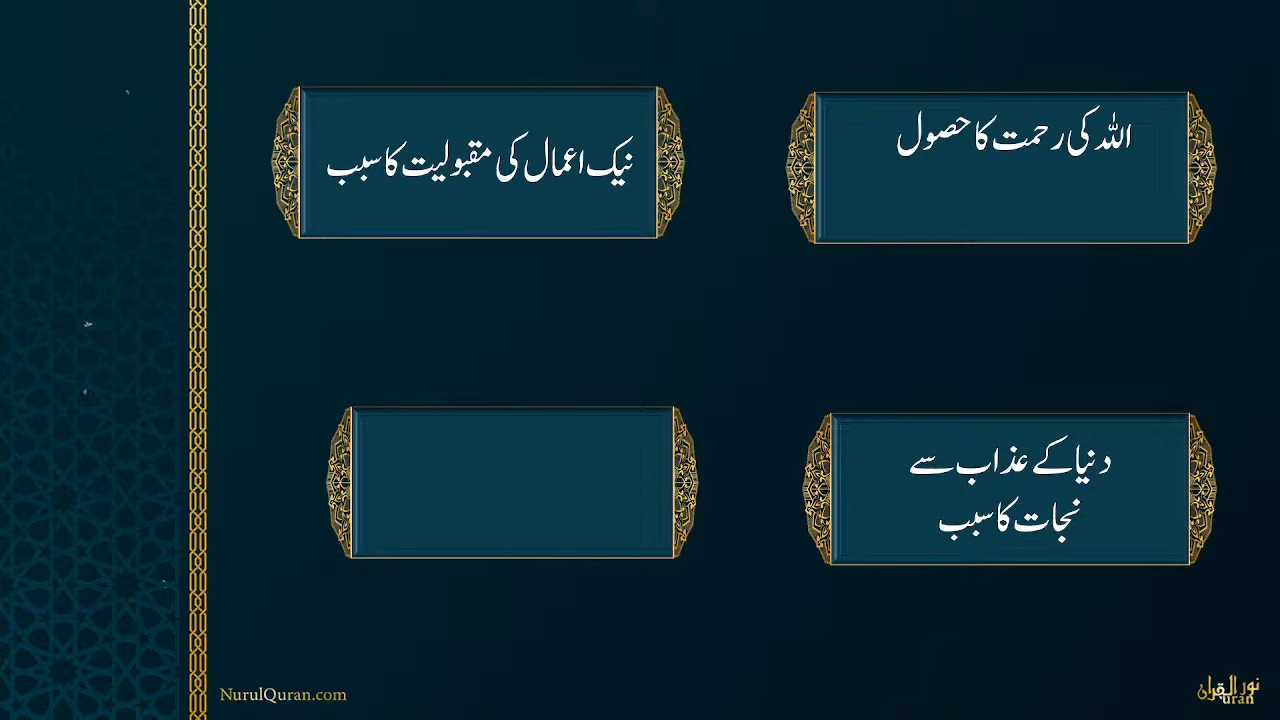 اللہ کی رحمت کا حصول
نیک اعمال کی مقبولیت کا سبب
دنیا کے عذاب سے
نجات کا سبب
NurulQuran.com
نور القرآن
uran